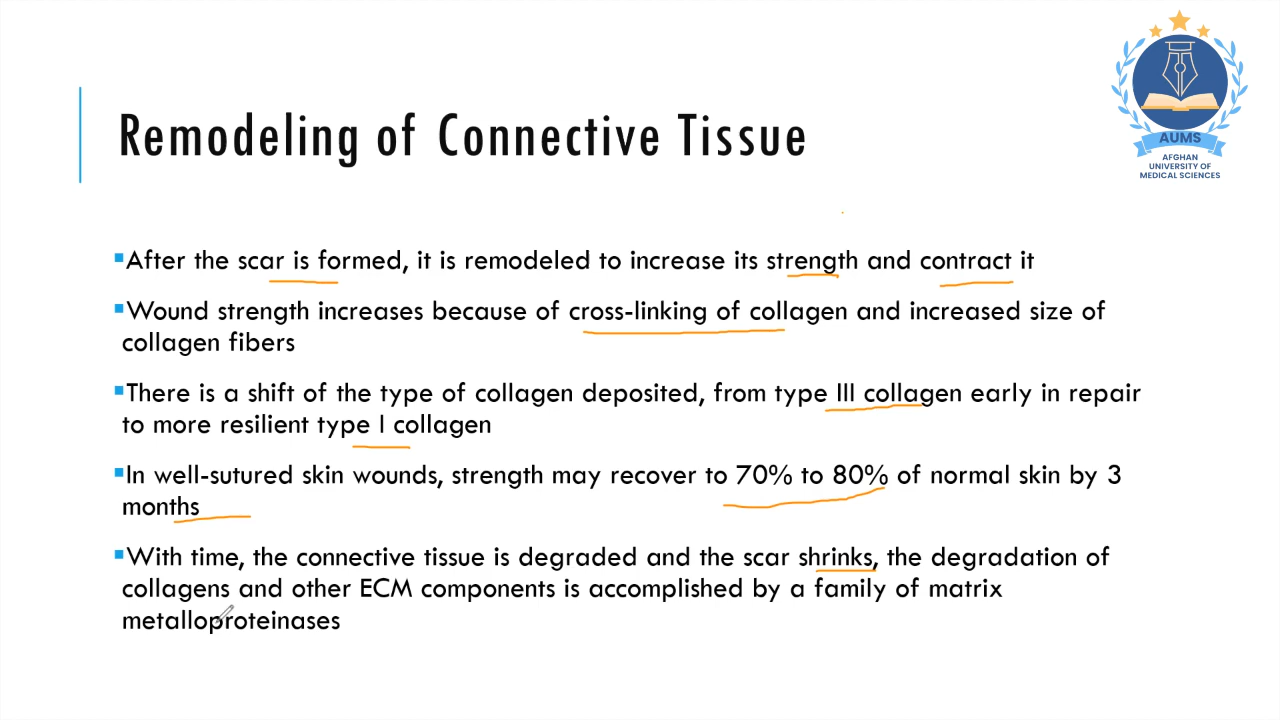 AUMS
AFGHAN
UNIVERSITY OF
MEDICAL SCIENCES
Remodeling of Connective Tissue
▪After the scar is formed, it is remodeled to increase its strength and contract it
▪Wound strength increases because of cross-linking of collagen and increased size of
collagen fibers
▪There is a shift of the type of collagen deposited, from type III collagen early in repair
to more resilient type I collagen
▪In well-sutured skin wounds, strength may recover to 70% to 80% of normal skin by 3
months
▪With time, the connective tissue is degraded and the scar shrinks, the degradation of
collagens and other ECM components is accomplished by a family of matrix
metalloproteinases